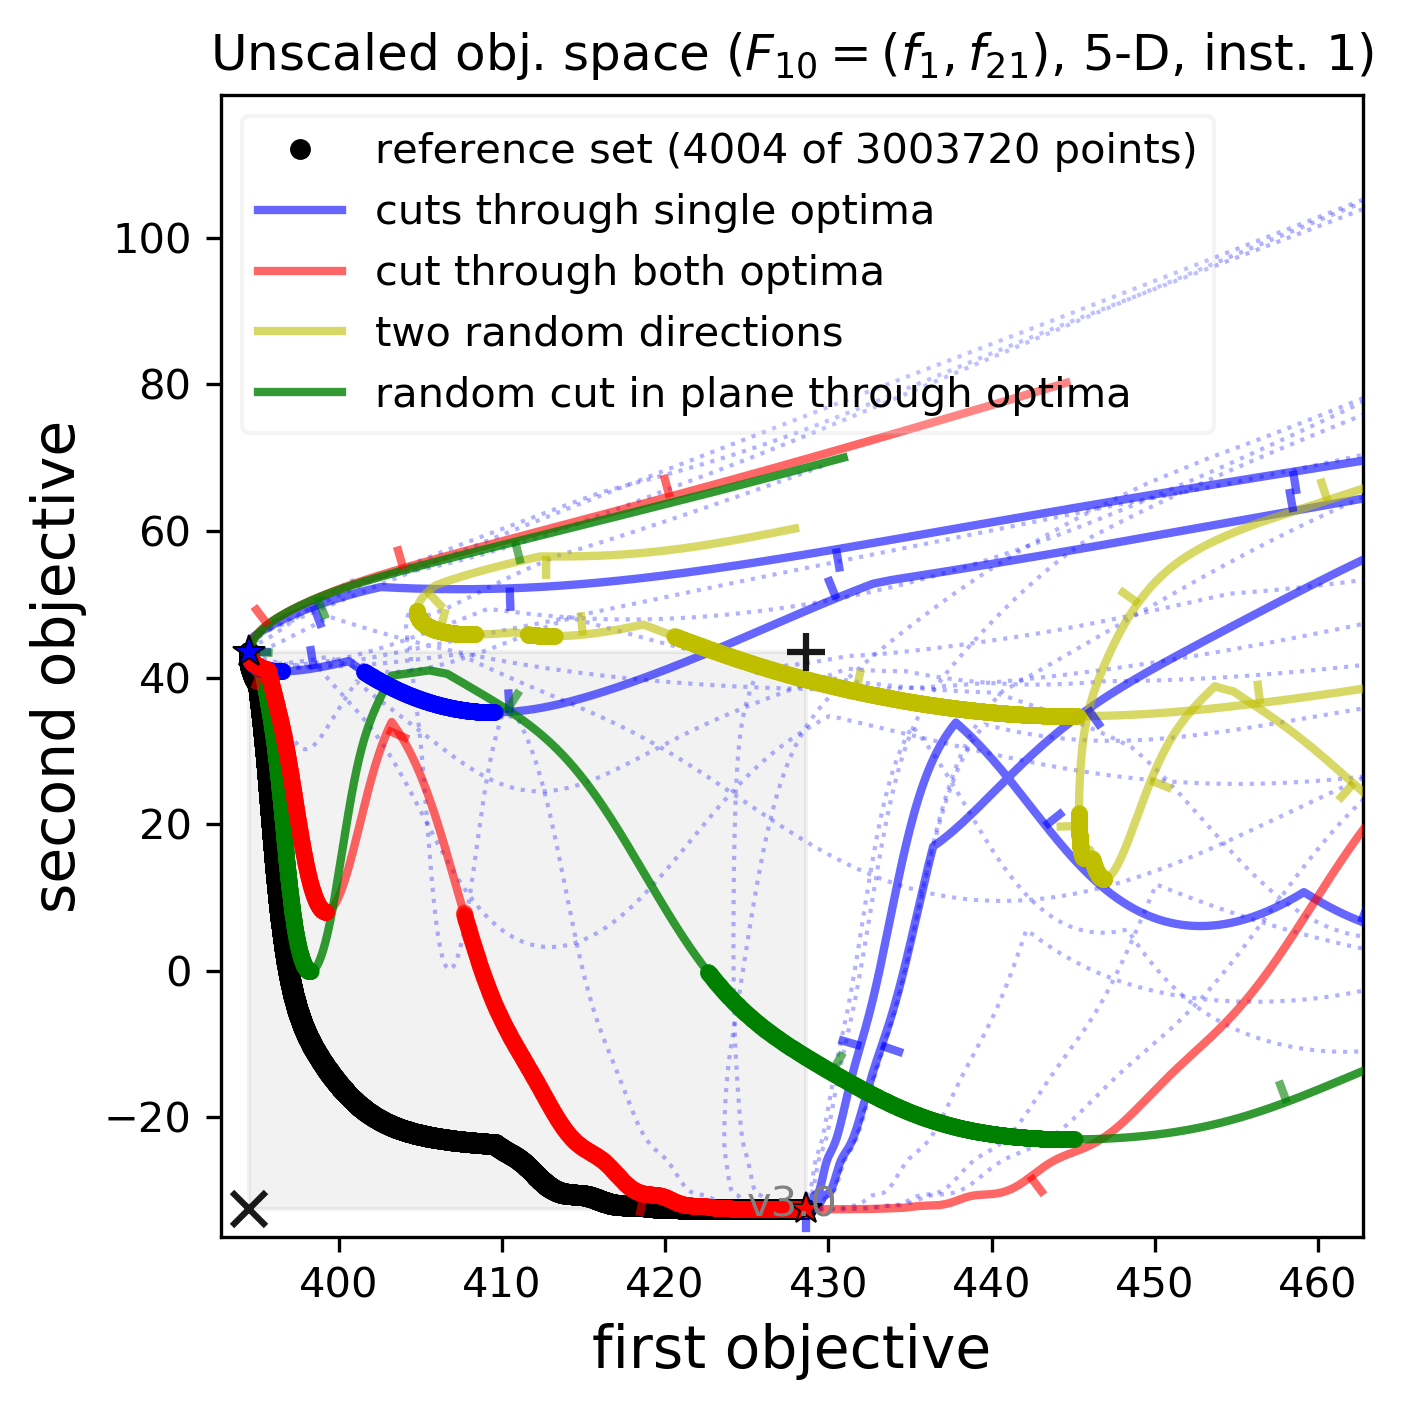 Unscaled obj. space (F₁₀ = (f₁, f₂₁), 5-D, inst. 1)
reference set (4004 of 3003720 points)
cuts through single optima
cut through both optima
two random directions
random cut in plane through optima
second objective
100
80
60
40
20
0
−20
v3.0
400 410 420 430 440 450 460
first objective